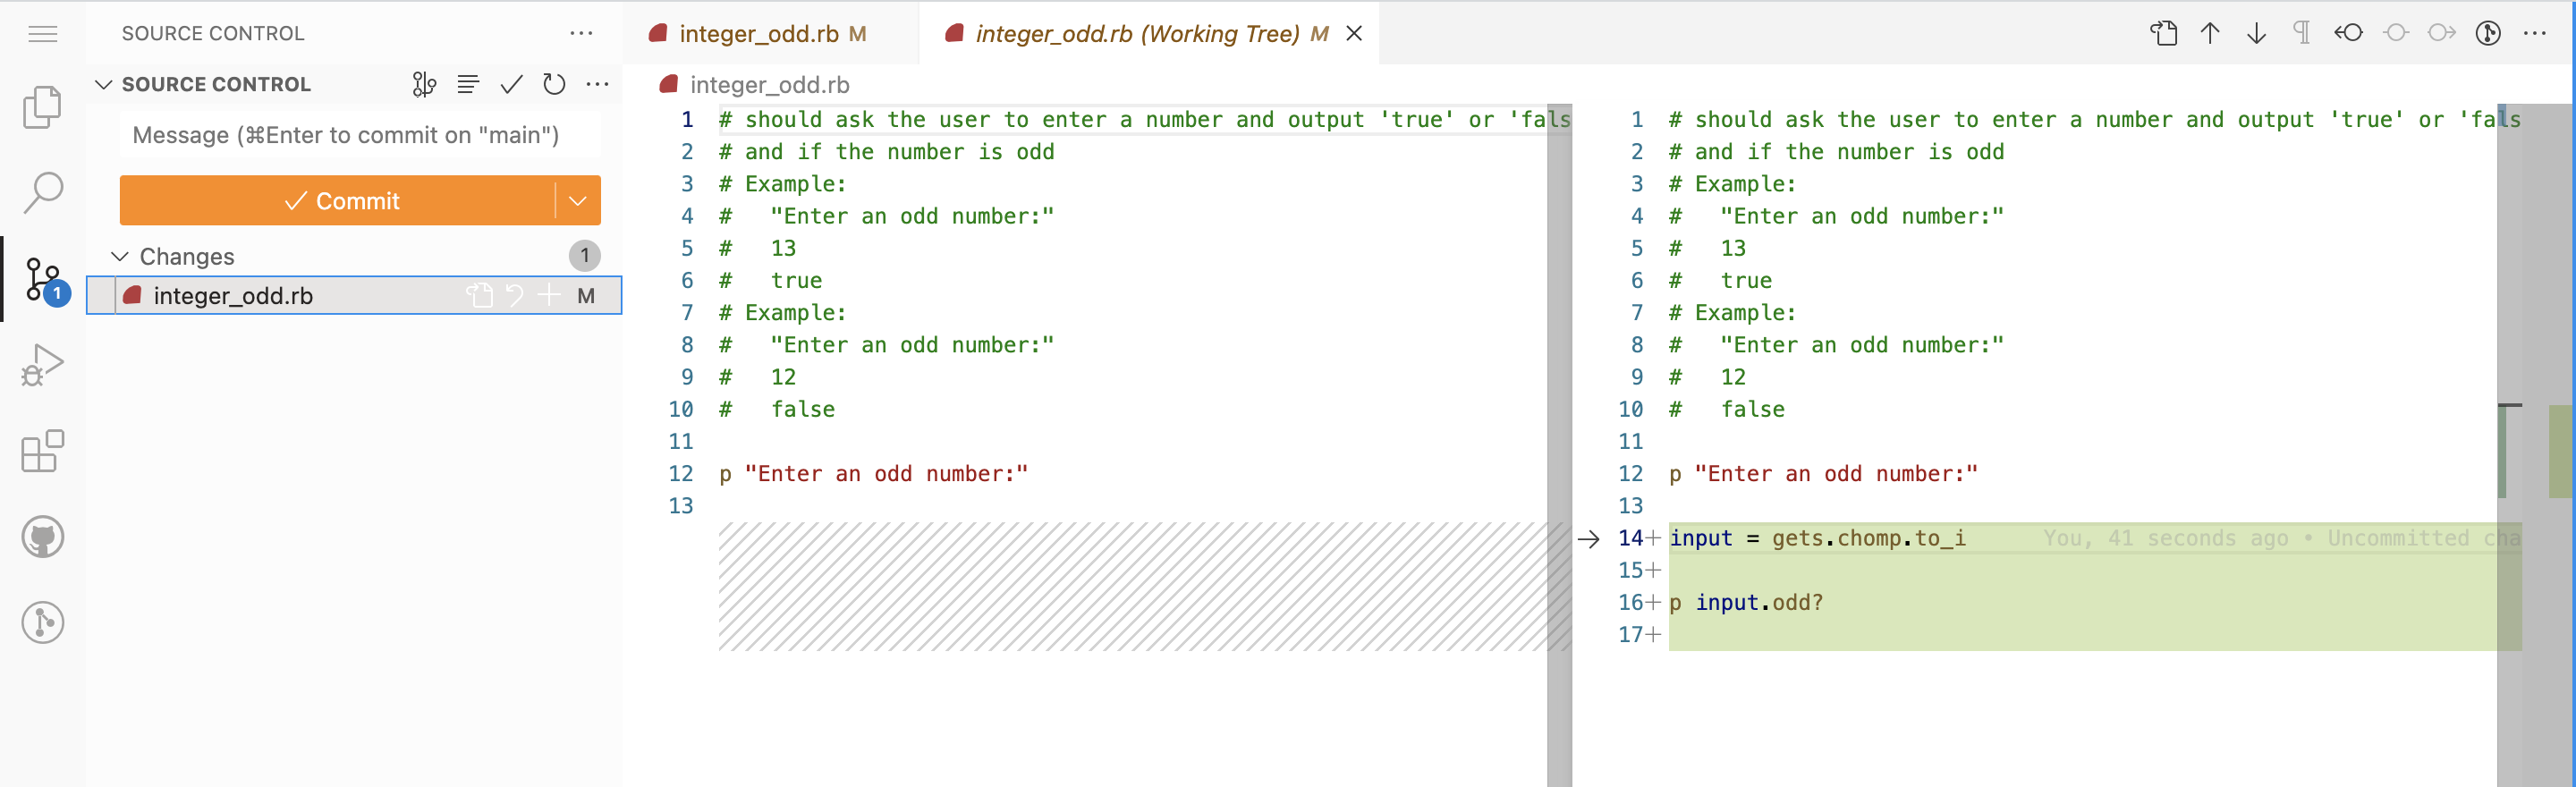 SOURCE CONTROL
integer_odd.rb M
integer_odd.rb (Working Tree) M
SOURCE CONTROL
Message (⌘Enter to commit on "main")
Commit
Changes
1
integer_odd.rb M
1
integer_odd.rb
1 # should ask the user to enter a number and output 'true' or 'fals
2 # and if the number is odd
3 # Example:
4 #   "Enter an odd number:"
5 #   13
6 #   true
7 # Example:
8 #   "Enter an odd number:"
9 #   12
10 #   false
11
12 p "Enter an odd number:"
13
1 # should ask the user to enter a number and output 'true' or 'fals
2 # and if the number is odd
3 # Example:
4 #   "Enter an odd number:"
5 #   13
6 #   true
7 # Example:
8 #   "Enter an odd number:"
9 #   12
10 #   false
11
12 p "Enter an odd number:"
13
14+ input = gets.chomp.to_i You, 41 seconds ago • Uncommitted cha
15+
16+ p input.odd?
17+